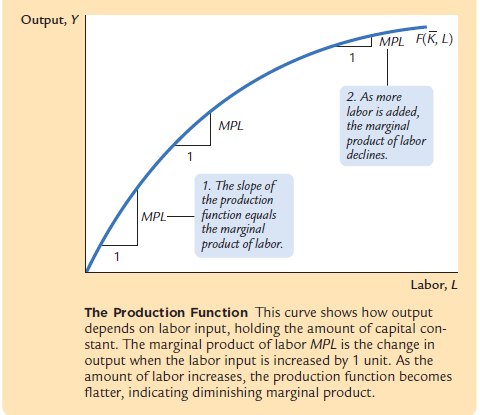 Output, Y
MPL F(K̄, L)
1
2. As more
labor is added,
the marginal
product of labor
declines.
MPL
1
1. The slope of
the production
function equals
the marginal
product of labor.
MPL
1
Labor, L
The Production Function This curve shows how output
depends on labor input, holding the amount of capital con-
stant. The marginal product of labor MPL is the change in
output when the labor input is increased by 1 unit. As the
amount of labor increases, the production function becomes
flatter, indicating diminishing marginal product.